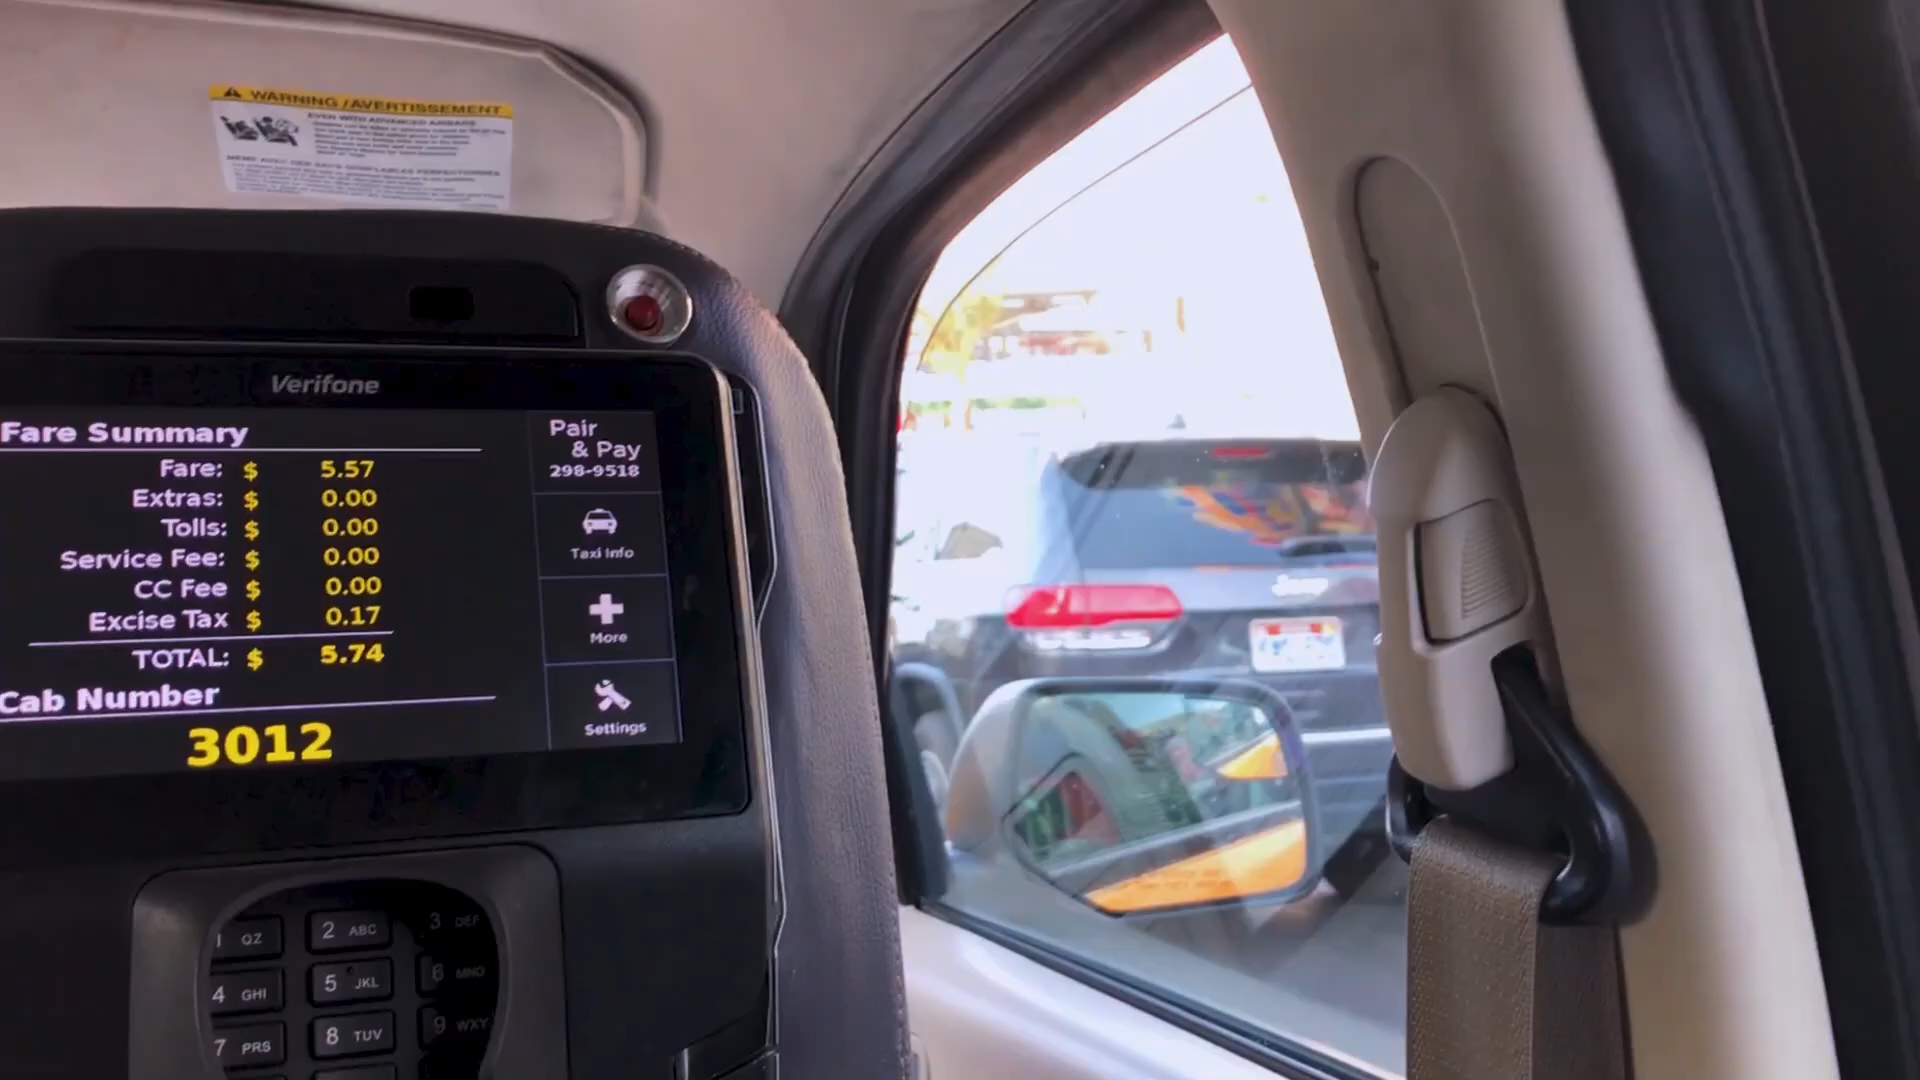 WARNING / AVERTISSEMENT
EVEN WITH ADVANCED AIRBAGS
Verifone
Fare Summary
Fare: $ 5.57
Extras: $ 0.00
Tolls: $ 0.00
Service Fee: $ 0.00
CC Fee $ 0.00
Excise Tax $ 0.17
TOTAL: $ 5.74
Cab Number
3012
Pair
& Pay
298-9518
Taxi Info
More
Settings
1 QZ 2 ABC 3 DEF
4 GHI 5 JKL 6 MNO
7 PRS 8 TUV 9 WXY
Jeep